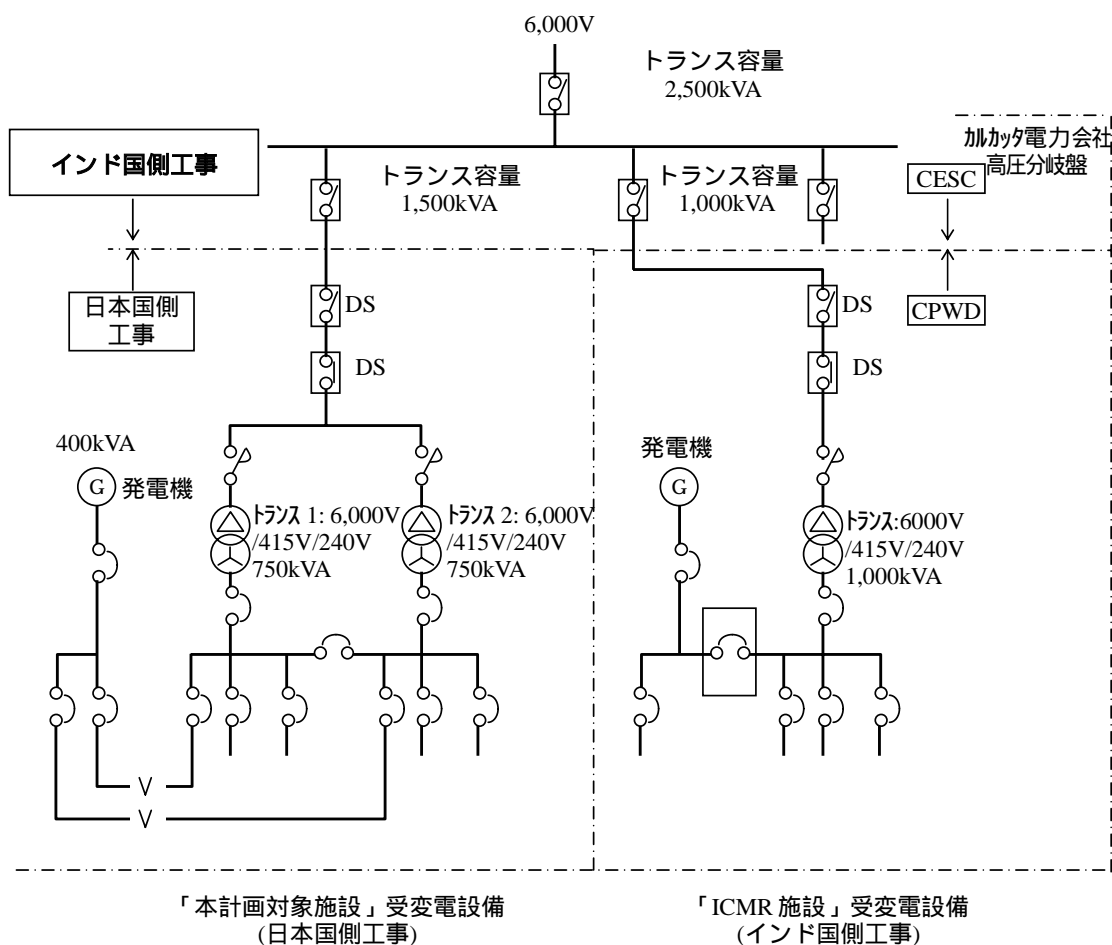 6,000V
トランス容量
2,500kVA
カルカッタ電力会社
高圧分岐盤
インド国側工事
トランス容量
1,500kVA
トランス容量
1,000kVA
CESC
日本国側
工事
DS
DS
CPWD
DS
DS
400kVA
G
発電機
トランス 1: 6,000V
/415V/240V
750kVA
トランス 2: 6,000V
/415V/240V
750kVA
発電機
G
トランス:6000V
/415V/240V
1,000kVA
V
V
「本計画対象施設」受変電設備
(日本国側工事)
「ICMR 施設」受変電設備
(インド国側工事)